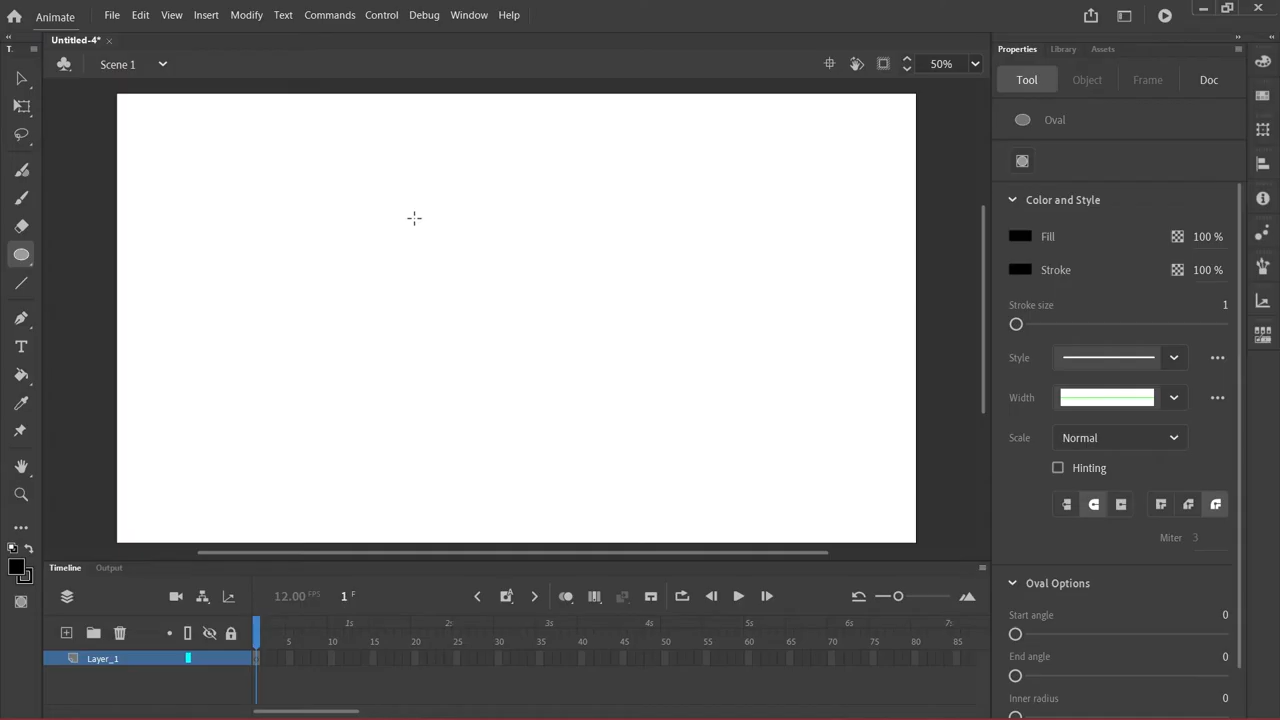 Animate File Edit View Insert Modify Text Commands Control Debug Window Help
Untitled-4*
Scene 1 50%
Properties Library Assets
Tool Object Frame Doc
Oval
Color and Style
Fill 100 %
Stroke 100 %
Stroke size 1
Style
Width
Scale Normal
Hinting
Miter 3
Oval Options
Start angle 0
End angle 0
Inner radius 0
T.
T
Timeline Output
12.00 FPS 1 F
1s 2s 3s 4s 5s 6s 7s
5 10 15 20 25 30 35 40 45 50 55 60 65 70 75 80 85
Layer_1